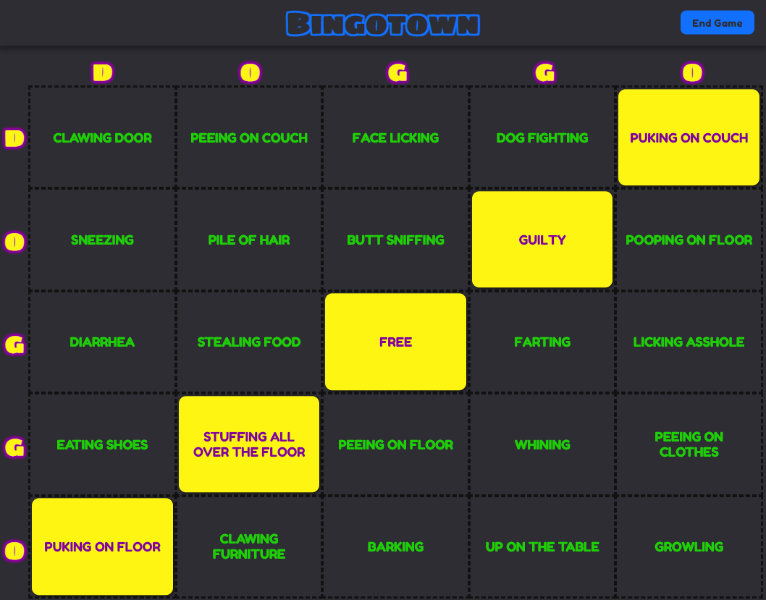 BINGOTOWN
End Game
D O G G O
D
CLAWING DOOR
PEEING ON COUCH
FACE LICKING
DOG FIGHTING
PUKING ON COUCH
O
SNEEZING
PILE OF HAIR
BUTT SNIFFING
GUILTY
POOPING ON FLOOR
G
DIARRHEA
STEALING FOOD
FREE
FARTING
LICKING ASSHOLE
G
EATING SHOES
STUFFING ALL
OVER THE FLOOR
PEEING ON FLOOR
WHINING
PEEING ON
CLOTHES
O
PUKING ON FLOOR
CLAWING
FURNITURE
BARKING
UP ON THE TABLE
GROWLING